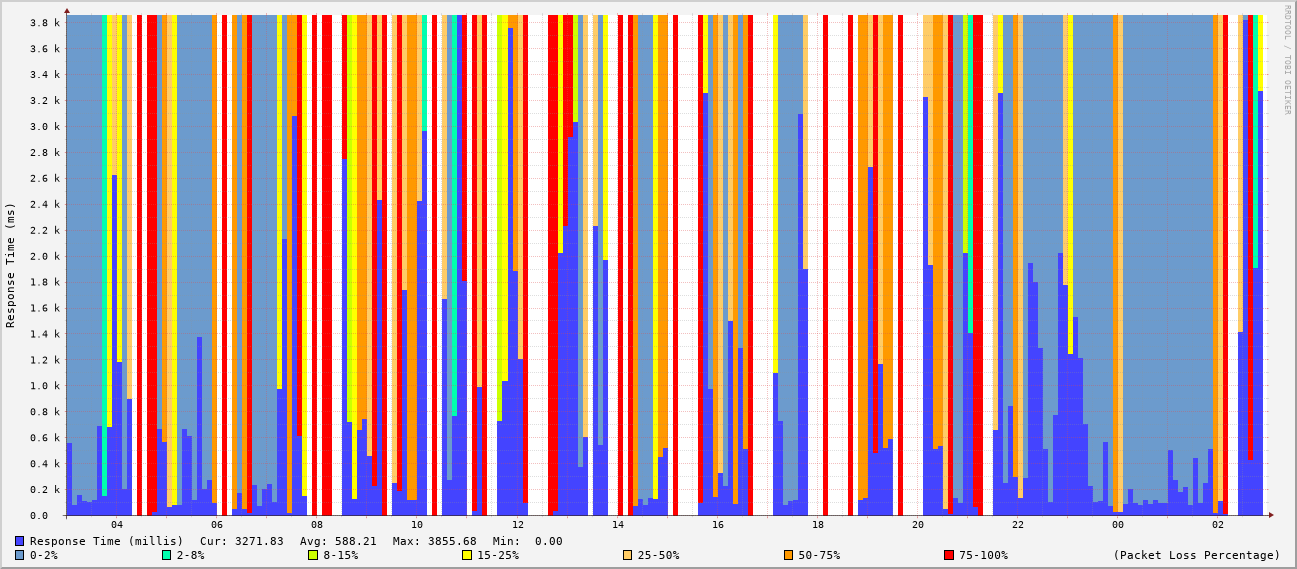 RRDTOOL / TOBI OETIKER
Response Time (ms)
3.8 k
3.6 k
3.4 k
3.2 k
3.0 k
2.8 k
2.6 k
2.4 k
2.2 k
2.0 k
1.8 k
1.6 k
1.4 k
1.2 k
1.0 k
0.8 k
0.6 k
0.4 k
0.2 k
0.0
04 06 08 10 12 14 16 18 20 22 00 02
Response Time (millis) Cur: 3271.83 Avg: 588.21 Max: 3855.68 Min: 0.00
0-2% 2-8% 8-15% 15-25% 25-50% 50-75% 75-100% (Packet Loss Percentage)